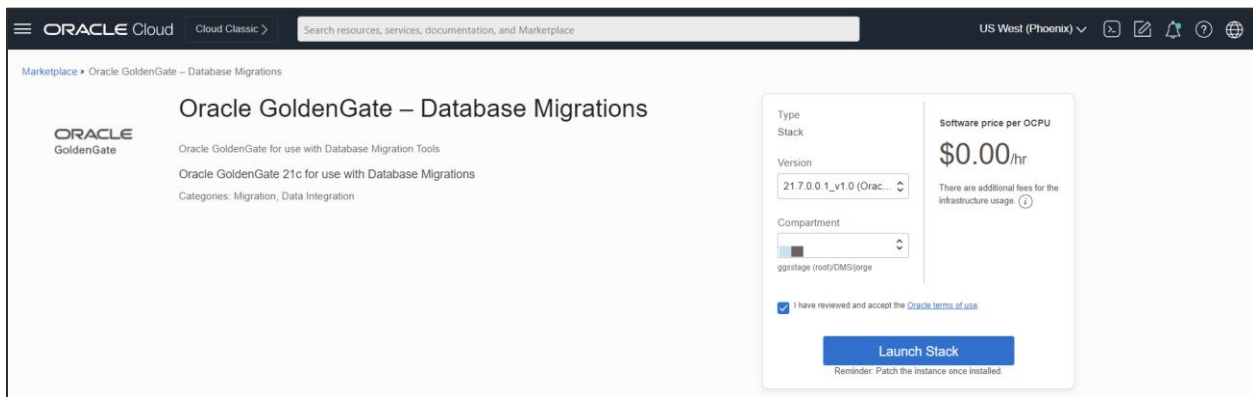 ORACLE Cloud
Cloud Classic >
Search resources, services, documentation, and Marketplace
US West (Phoenix)
Marketplace » Oracle GoldenGate – Database Migrations
ORACLE
GoldenGate
Oracle GoldenGate – Database Migrations
Oracle GoldenGate for use with Database Migration Tools
Oracle GoldenGate 21c for use with Database Migrations
Categories: Migration, Data Integration
Type
Stack
Version
21.7.0.0.1_v1.0 (Orac...
Compartment
ggsstage (root)/DMS/jorge
Software price per OCPU
$0.00/hr
There are additional fees for the
infrastructure usage. i
I have reviewed and accept the Oracle terms of use.
Launch Stack
Reminder: Patch the instance once installed.